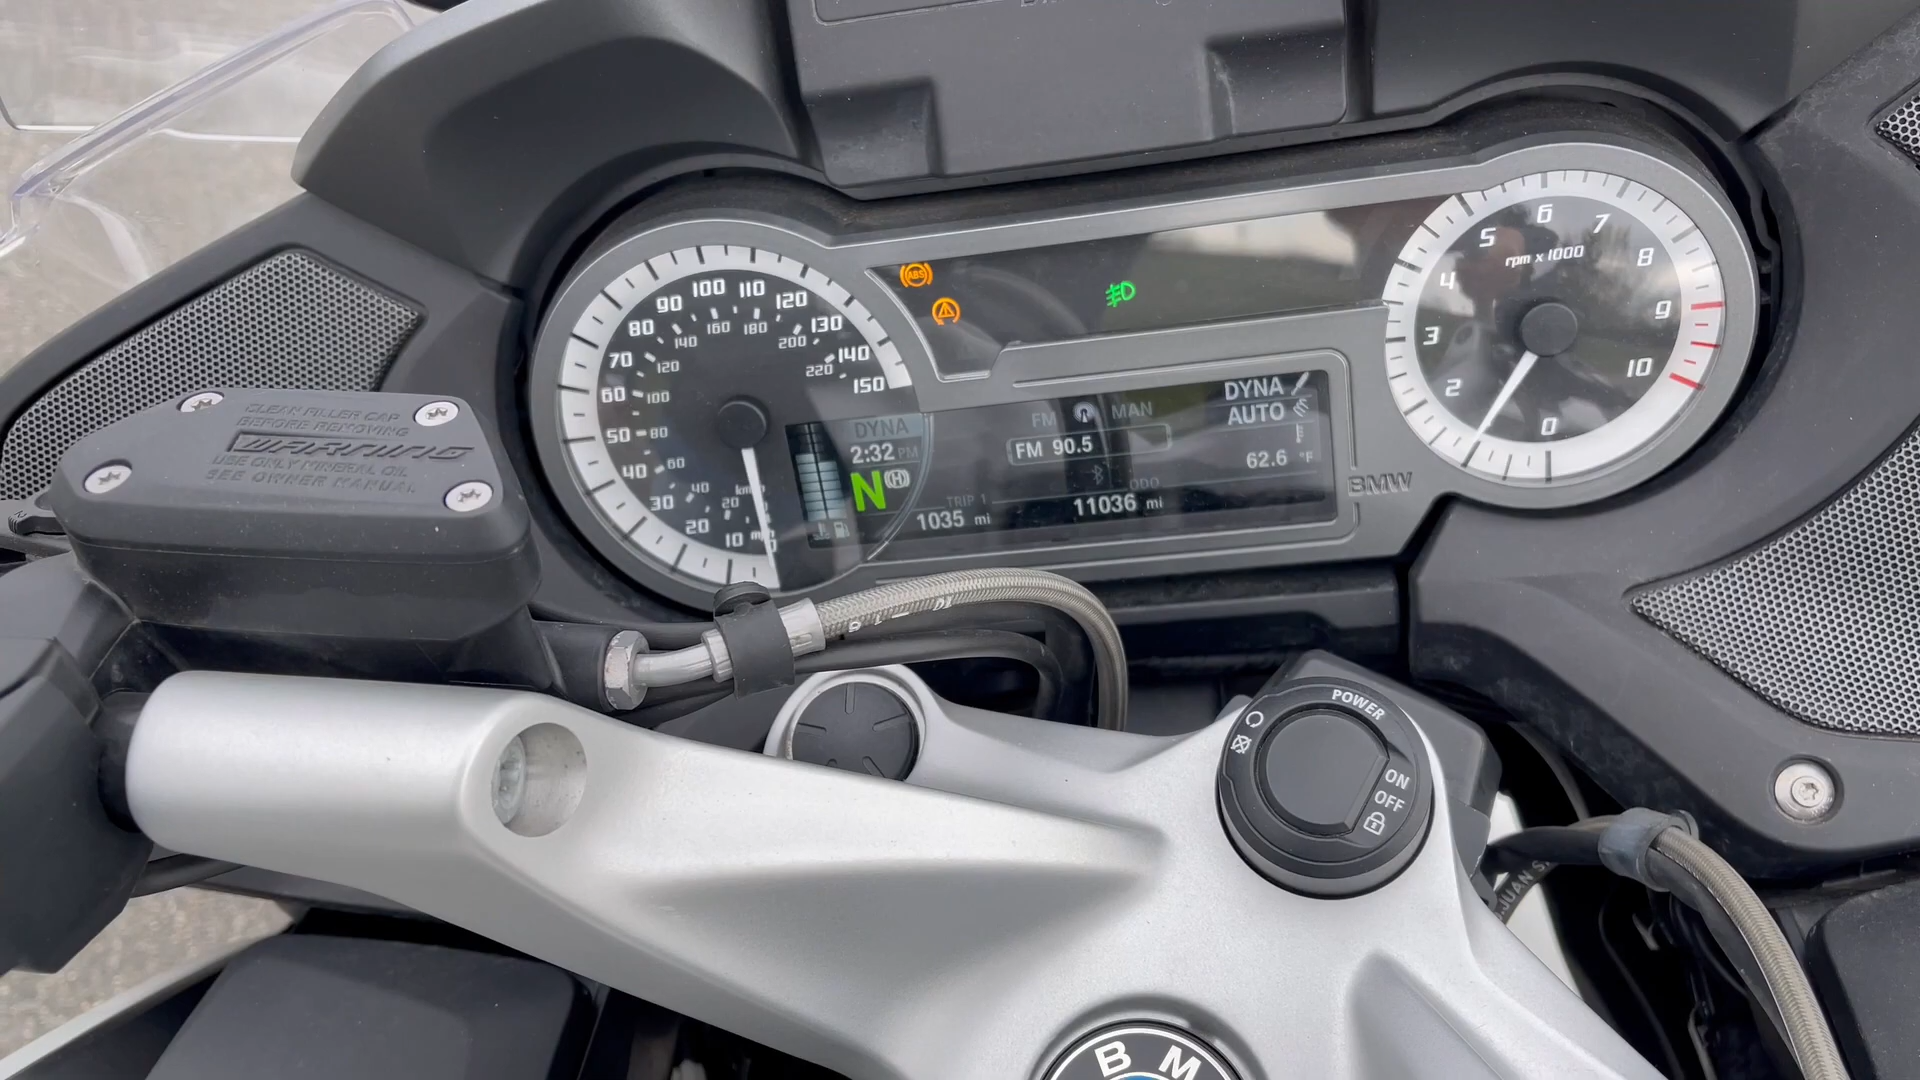 CLEAN FILLER CAP
BEFORE REMOVING
WARNING
USE ONLY MINERAL OIL
SEE OWNER MANUAL
10
20
30
40
50
60
70
80
90
100
110
120
130
140
150
20
40
60
80
100
120
140
160
180
200
220
km/h
mph
0
ABS
DYNA
2:32 PM
N
(H)
FM MAN
FM 90.5
TRIP 1
1035 mi
ODO
11036 mi
DYNA
AUTO
62.6 °F
BMW
0
2
3
4
5
6
7
8
9
10
rpm x 1000
POWER
ON
OFF
JUAN
BM